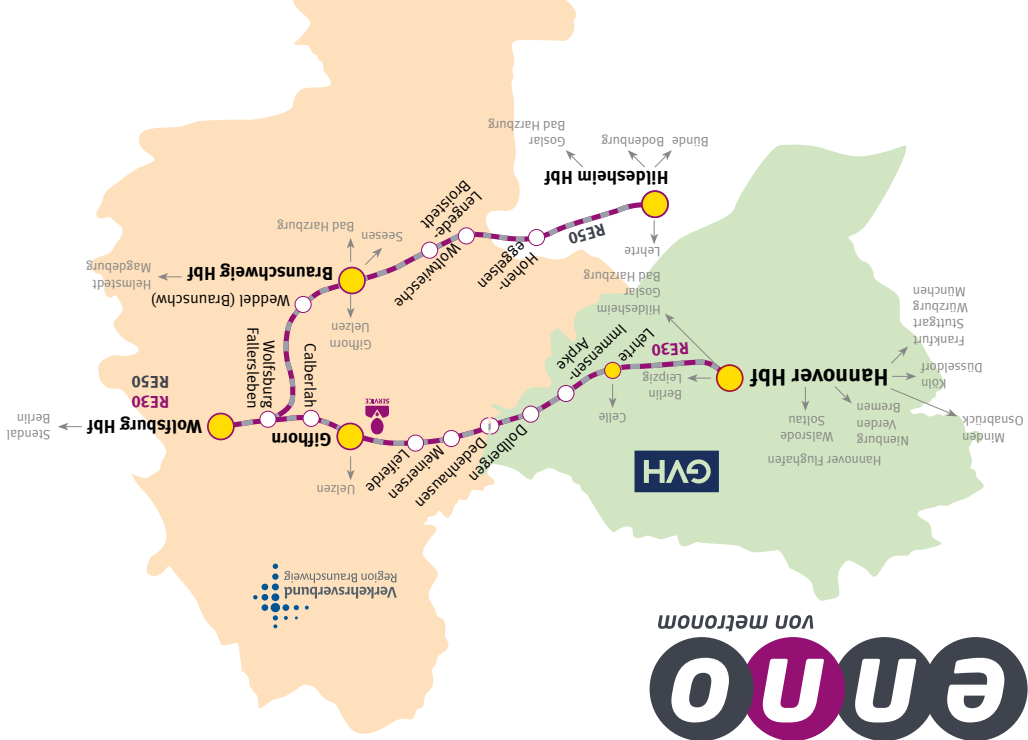 enno
von metronom
Verkehrsverbund
Region Braunschweig
GVH
Uelzen
Hannover Flughafen
Minden
Osnabrück
Nienburg
Verden
Bremen
Walsrode
Soltau
Köln
Düsseldorf
Frankfurt
Stuttgart
Würzburg
München
Hannover Hbf
Celle
Berlin
Leipzig
RE30
Hildesheim
Goslar
Bad Harzburg
Lehrte
Immensen-
Arpke
Dollbergen
Dedenhausen
Meinersen
Leiferde
Gifhorn
SERVICE
Calberlah
Wolfsburg
Fallersleben
Wolfsburg Hbf
RE30
RE50
Stendal
Berlin
Weddel (Braunschw)
Gifhorn
Uelzen
Braunschweig Hbf
Helmstedt
Magdeburg
Seesen
Bad Harzburg
Woltwiesche
Lengede-
Broistedt
Hohen-
eggelsen
RE50
Lehrte
Hildesheim Hbf
Bünde
Bodenburg
Goslar
Bad Harzburg